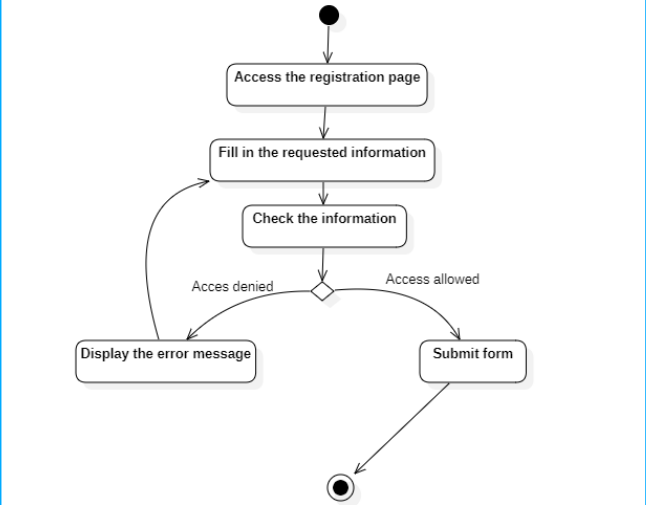 Access the registration page
Fill in the requested information
Check the information
Acces denied
Access allowed
Display the error message
Submit form